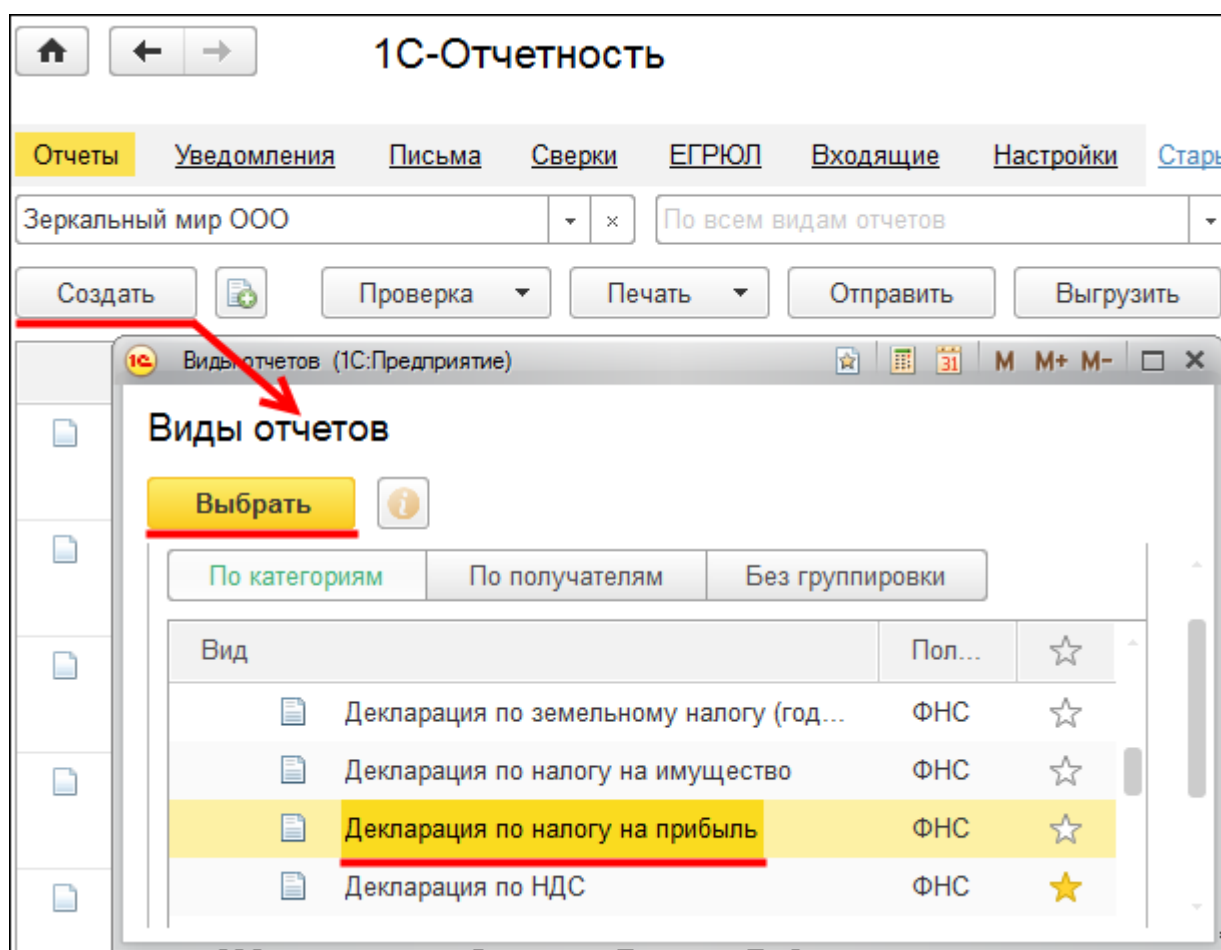 1С-Отчетность
Отчеты Уведомления Письма Сверки ЕГРЮЛ Входящие Настройки
Зеркальный мир ООО По всем видам отчетов
Создать Проверка Печать Отправить Выгрузить
1С Виды отчетов (1С:Предприятие) 31 M M+ M-
Виды отчетов
Выбрать
По категориям По получателям Без группировки
Вид Пол...
Декларация по земельному налогу (год... ФНС
Декларация по налогу на имущество ФНС
Декларация по налогу на прибыль ФНС
Декларация по НДС ФНС